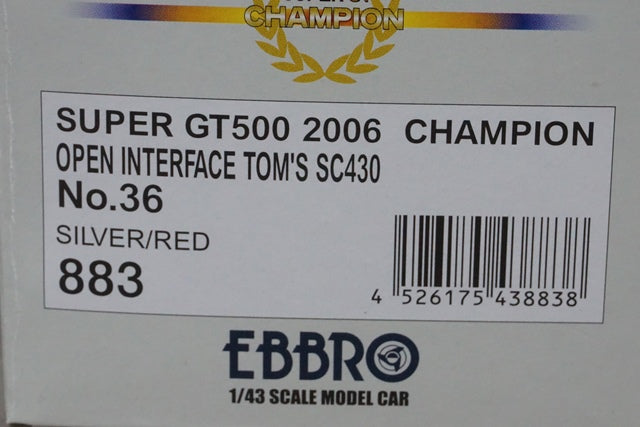 CHAMPION
SUPER GT500 2006 CHAMPION
OPEN INTERFACE TOM'S SC430
No.36
SILVER/RED
883
4 526175 438838
EBBRO
1/43 SCALE MODEL CAR